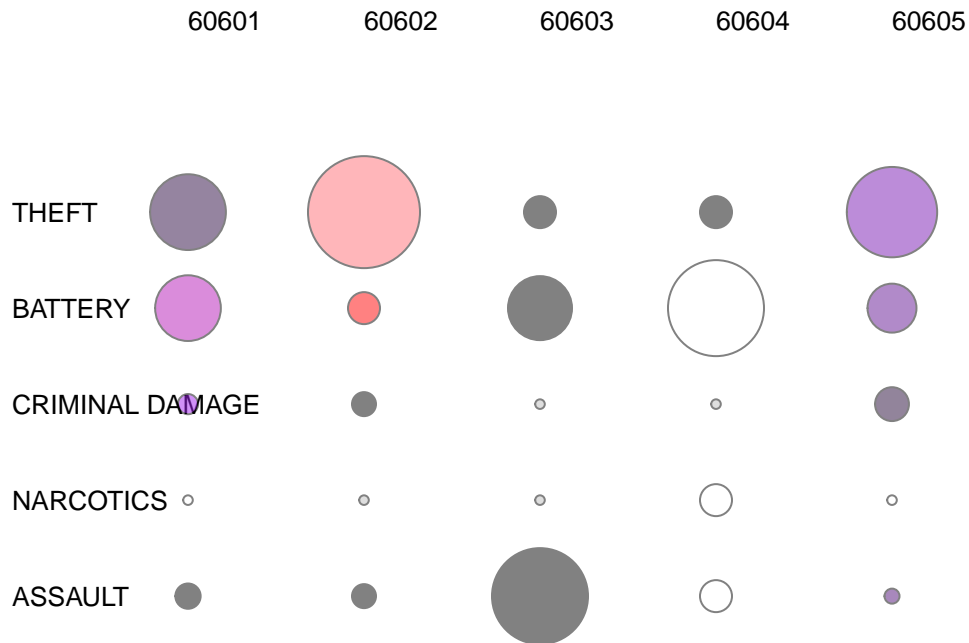 60601 60602 60603 60604 60605
THEFT
BATTERY
CRIMINAL DAMAGE
NARCOTICS
ASSAULT